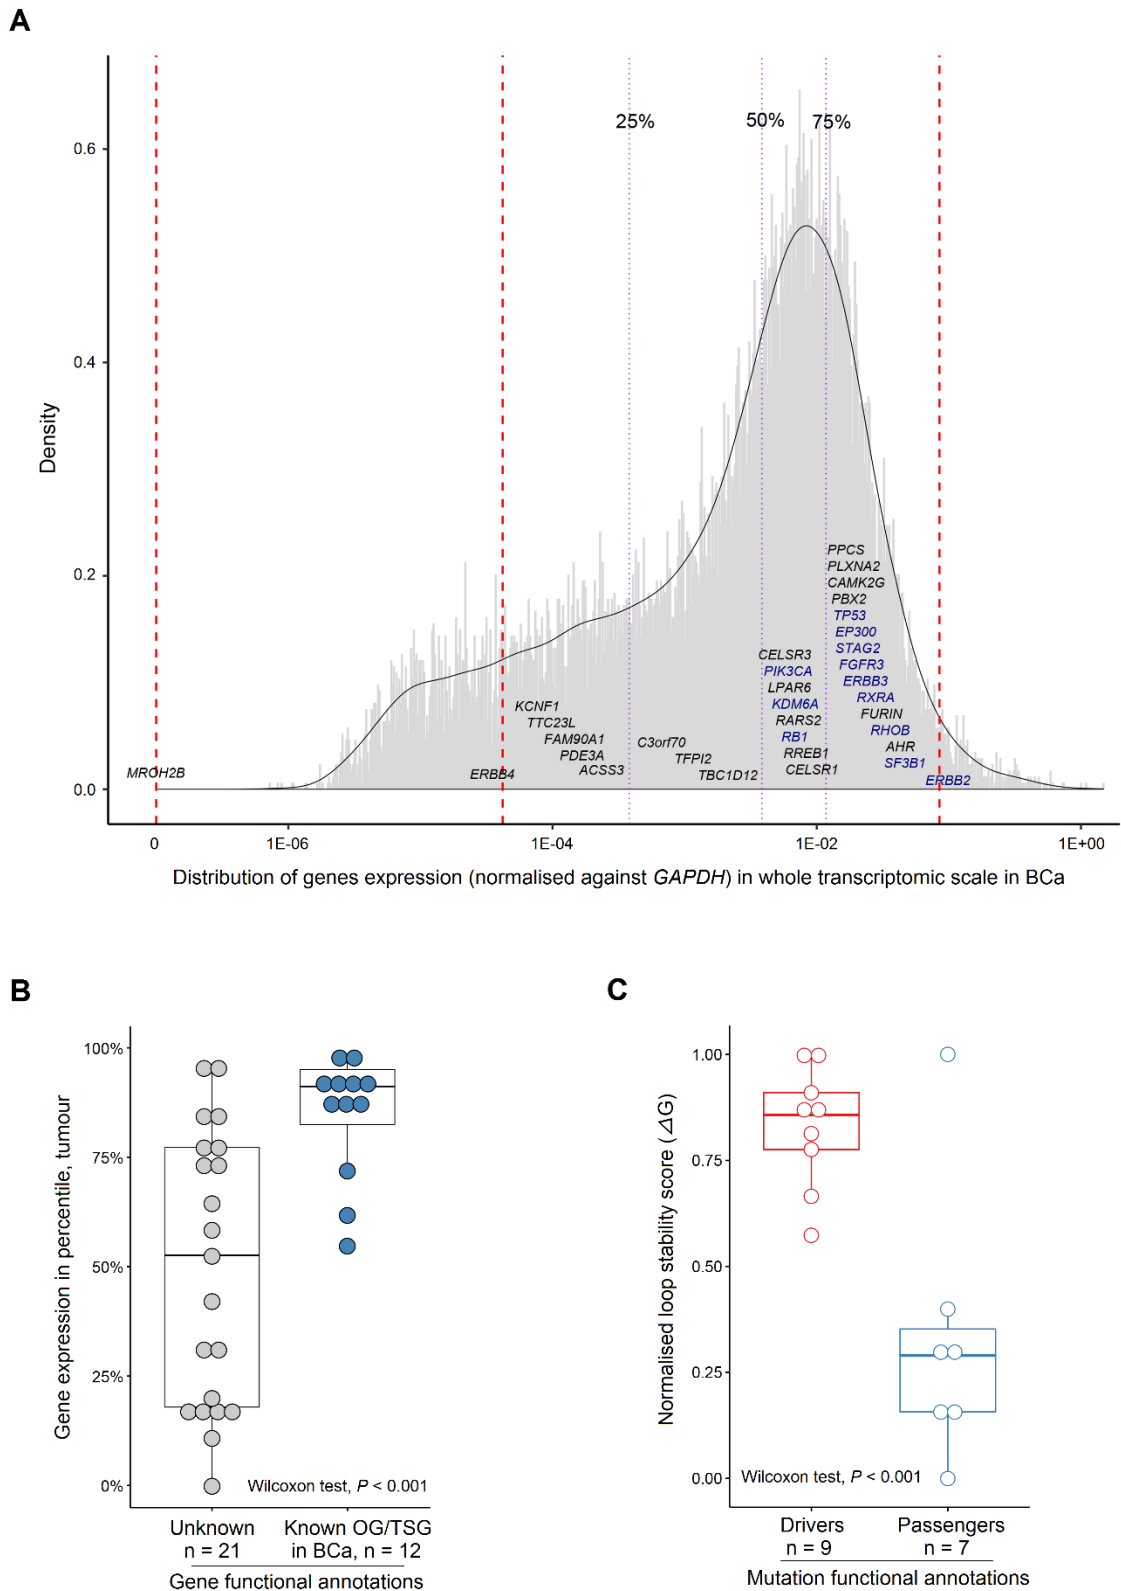 A
25%
50%
75%
0.6
0.4
0.2
0.0
Density
PPCS
PLXNA2
CAMK2G
PBX2
TP53
EP300
STAG2
FGFR3
ERBB3
RXRA
FURIN
RHOB
AHR
SF3B1
ERBB2
CELSR3
PIK3CA
LPAR6
KDM6A
RARS2
RB1
RREB1
CELSR1
KCNF1
TTC23L
FAM90A1
PDE3A
ACSS3
C3orf70
TFPI2
TBC1D12
MROH2B
ERBB4
0
1E-06
1E-04
1E-02
1E+00
Distribution of genes expression (normalised against GAPDH) in whole transcriptomic scale in BCa
B
100%
75%
50%
25%
0%
Gene expression in percentile, tumour
Wilcoxon test, P < 0.001
Unknown
n = 21
Known OG/TSG
in BCa, n = 12
Gene functional annotations
C
1.00
0.75
0.50
0.25
0.00
Normalised loop stability score (ΔG)
Wilcoxon test, P < 0.001
Drivers
n = 9
Passengers
n = 7
Mutation functional annotations